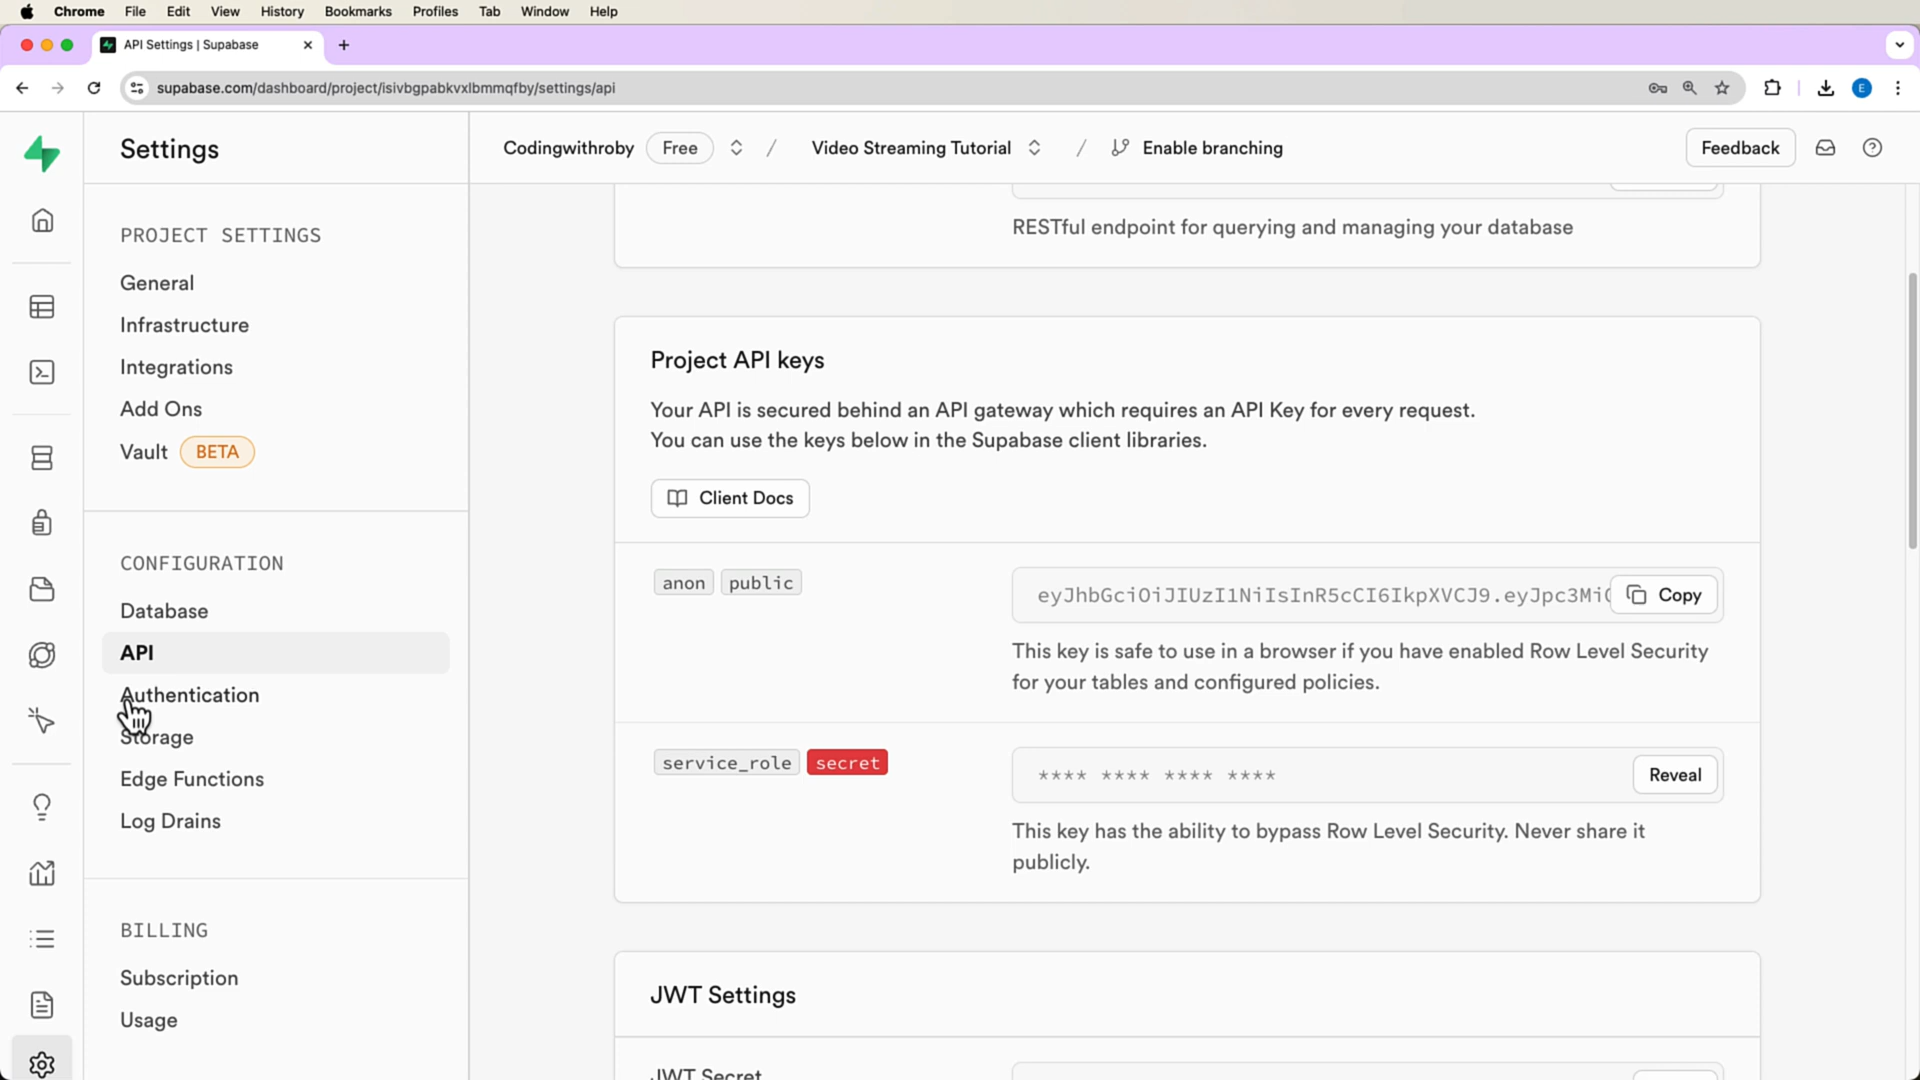 Chrome File Edit View History Bookmarks Profiles Tab Window Help
API Settings | Supabase
supabase.com/dashboard/project/isivbgpabkvxlbmmqfby/settings/api
E
Settings
Codingwithroby Free / Video Streaming Tutorial / Enable branching
Feedback
PROJECT SETTINGS
General
Infrastructure
Integrations
Add Ons
Vault BETA
CONFIGURATION
Database
API
Authentication
Storage
Edge Functions
Log Drains
BILLING
Subscription
Usage
RESTful endpoint for querying and managing your database
Project API keys
Your API is secured behind an API gateway which requires an API Key for every request.
You can use the keys below in the Supabase client libraries.
Client Docs
anon public
eyJhbGciOiJIUzI1NiIsInR5cCI6IkpXVCJ9.eyJpc3Mi Copy
This key is safe to use in a browser if you have enabled Row Level Security
for your tables and configured policies.
service_role secret
**** **** **** **** Reveal
This key has the ability to bypass Row Level Security. Never share it
publicly.
JWT Settings
JWT Secret